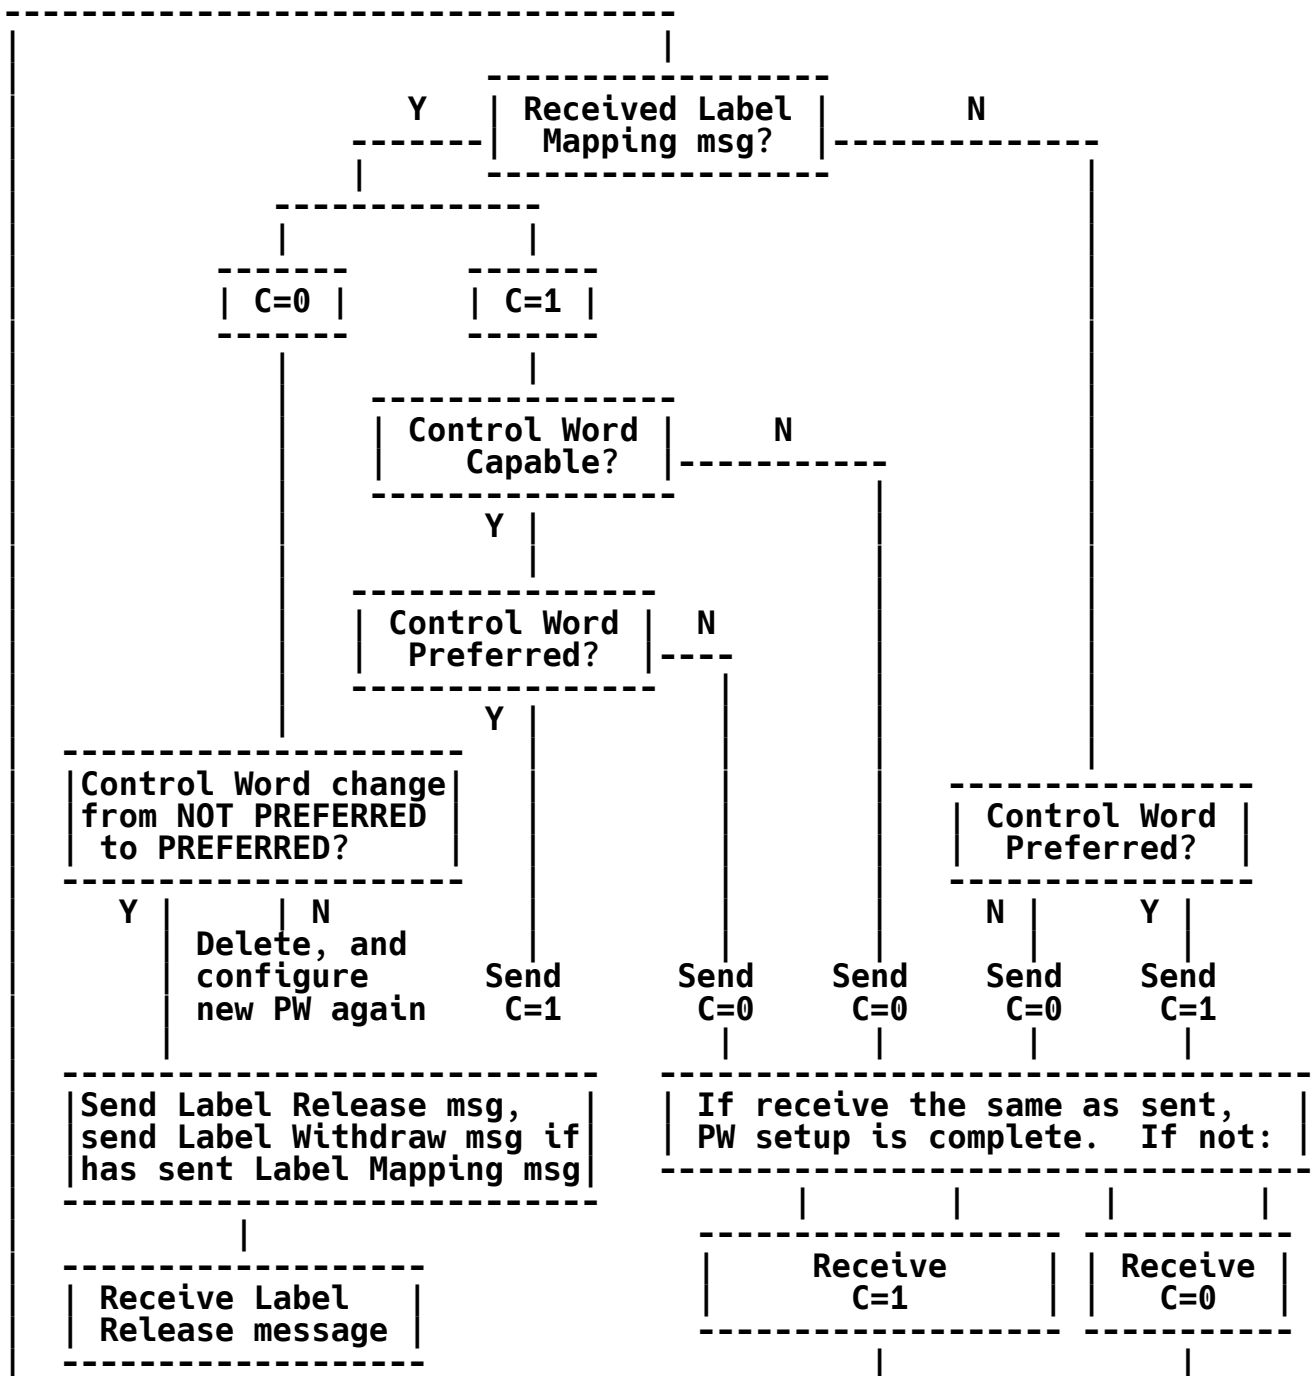 Y Received Label N
Mapping msg?
C=0 C=1
Control Word N
Capable?
Y
Control Word N
Preferred?
Y
Control Word change
from NOT PREFERRED Control Word
to PREFERRED? Preferred?
Y N N Y
Delete, and
configure Send Send Send Send Send
new PW again C=1 C=0 C=0 C=0 C=1
Send Label Release msg, If receive the same as sent,
send Label Withdraw msg if PW setup is complete. If not:
has sent Label Mapping msg
Receive Receive
Receive Label C=1 C=0
Release message